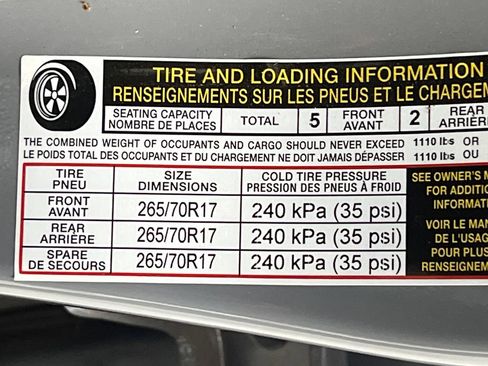 TIRE AND LOADING INFORMATION
RENSEIGNEMENTS SUR LES PNEUS ET LE CHARGEM
SEATING CAPACITY TOTAL 5 FRONT 2 REAR
NOMBRE DE PLACES AVANT ARRIÈRE
THE COMBINED WEIGHT OF OCCUPANTS AND CARGO SHOULD NEVER EXCEED 1110 lbs OR
LE POIDS TOTAL DES OCCUPANTS ET DU CHARGEMENT NE DOIT JAMAIS DÉPASSER 1110 lbs OU
TIRE SIZE COLD TIRE PRESSURE
PNEU DIMENSIONS PRESSION DES PNEUS À FROID
FRONT
AVANT 265/70R17 240 kPa (35 psi)
REAR
ARRIÈRE 265/70R17 240 kPa (35 psi)
SPARE
DE SECOURS 265/70R17 240 kPa (35 psi)
SEE OWNER'S M
FOR ADDITIO
INFORMAT
VOIR LE MA
DE L'USAG
POUR PLUS
RENSEIGNEM